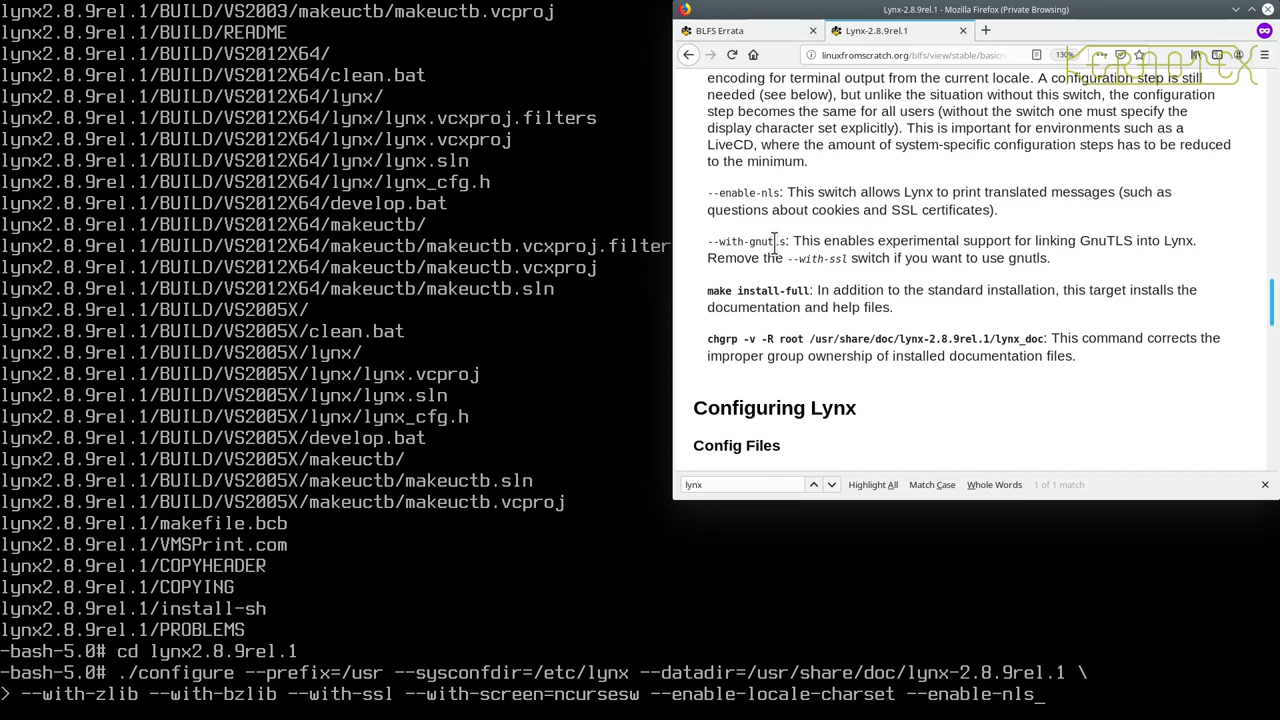 lynx2.8.9rel.1/BUILD/VS2003/makeuctb/makeuctb.vcproj
lynx2.8.9rel.1/BUILD/README
lynx2.8.9rel.1/BUILD/VS2012X64/
lynx2.8.9rel.1/BUILD/VS2012X64/clean.bat
lynx2.8.9rel.1/BUILD/VS2012X64/lynx/
lynx2.8.9rel.1/BUILD/VS2012X64/lynx/lynx.vcxproj.filters
lynx2.8.9rel.1/BUILD/VS2012X64/lynx/lynx.vcxproj
lynx2.8.9rel.1/BUILD/VS2012X64/lynx/lynx.sln
lynx2.8.9rel.1/BUILD/VS2012X64/lynx/lynx_cfg.h
lynx2.8.9rel.1/BUILD/VS2012X64/develop.bat
lynx2.8.9rel.1/BUILD/VS2012X64/makeuctb/
lynx2.8.9rel.1/BUILD/VS2012X64/makeuctb/makeuctb.vcxproj.filter
lynx2.8.9rel.1/BUILD/VS2012X64/makeuctb/makeuctb.vcxproj
lynx2.8.9rel.1/BUILD/VS2012X64/makeuctb/makeuctb.sln
lynx2.8.9rel.1/BUILD/VS2005X/
lynx2.8.9rel.1/BUILD/VS2005X/clean.bat
lynx2.8.9rel.1/BUILD/VS2005X/lynx/
lynx2.8.9rel.1/BUILD/VS2005X/lynx/lynx.vcproj
lynx2.8.9rel.1/BUILD/VS2005X/lynx/lynx.sln
lynx2.8.9rel.1/BUILD/VS2005X/lynx/lynx_cfg.h
lynx2.8.9rel.1/BUILD/VS2005X/develop.bat
lynx2.8.9rel.1/BUILD/VS2005X/makeuctb/
lynx2.8.9rel.1/BUILD/VS2005X/makeuctb/makeuctb.sln
lynx2.8.9rel.1/BUILD/VS2005X/makeuctb/makeuctb.vcproj
lynx2.8.9rel.1/makefile.bcb
lynx2.8.9rel.1/VMSPrint.com
lynx2.8.9rel.1/COPYHEADER
lynx2.8.9rel.1/COPYING
lynx2.8.9rel.1/install-sh
lynx2.8.9rel.1/PROBLEMS
-bash-5.0# cd lynx2.8.9rel.1
-bash-5.0# ./configure --prefix=/usr --sysconfdir=/etc/lynx --datadir=/usr/share/doc/lynx-2.8.9rel.1 \
> --with-zlib --with-bzlib --with-ssl --with-screen=ncursesw --enable-locale-charset --enable-nls_
Lynx-2.8.9rel.1 - Mozilla Firefox (Private Browsing)
BLFS Errata
Lynx-2.8.9rel.1
linuxfromscratch.org/blfs/view/stable/basicn
130%
KERNOTEX
encoding for terminal output from the current locale. A configuration step is still
needed (see below), but unlike the situation without this switch, the configuration
step becomes the same for all users (without the switch one must specify the
display character set explicitly). This is important for environments such as a
LiveCD, where the amount of system-specific configuration steps has to be reduced
to the minimum.
--enable-nls: This switch allows Lynx to print translated messages (such as
questions about cookies and SSL certificates).
--with-gnutls: This enables experimental support for linking GnuTLS into Lynx.
Remove the --with-ssl switch if you want to use gnutls.
make install-full: In addition to the standard installation, this target installs the
documentation and help files.
chgrp -v -R root /usr/share/doc/lynx-2.8.9rel.1/lynx_doc: This command corrects the
improper group ownership of installed documentation files.
Configuring Lynx
Config Files
lynx
Highlight All
Match Case
Whole Words
1 of 1 match